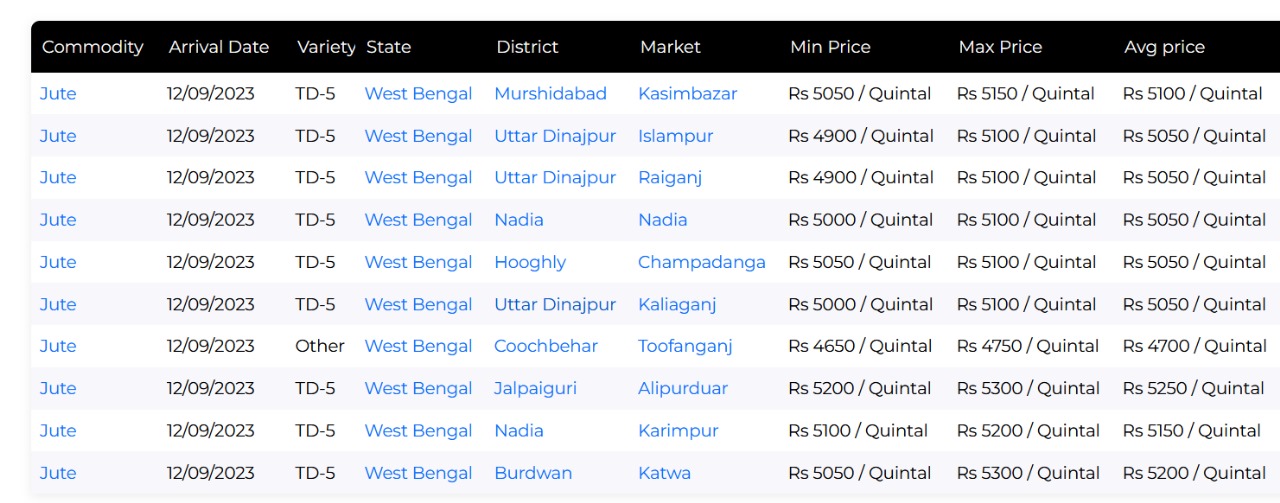 Commodity Arrival Date Variety State District Market Min Price Max Price Avg price
Jute 12/09/2023 TD-5 West Bengal Murshidabad Kasimbazar Rs 5050 / Quintal Rs 5150 / Quintal Rs 5100 / Quintal
Jute 12/09/2023 TD-5 West Bengal Uttar Dinajpur Islampur Rs 4900 / Quintal Rs 5100 / Quintal Rs 5050 / Quintal
Jute 12/09/2023 TD-5 West Bengal Uttar Dinajpur Raiganj Rs 4900 / Quintal Rs 5100 / Quintal Rs 5050 / Quintal
Jute 12/09/2023 TD-5 West Bengal Nadia Nadia Rs 5000 / Quintal Rs 5100 / Quintal Rs 5050 / Quintal
Jute 12/09/2023 TD-5 West Bengal Hooghly Champadanga Rs 5050 / Quintal Rs 5100 / Quintal Rs 5050 / Quintal
Jute 12/09/2023 TD-5 West Bengal Uttar Dinajpur Kaliaganj Rs 5000 / Quintal Rs 5100 / Quintal Rs 5050 / Quintal
Jute 12/09/2023 Other West Bengal Coochbehar Toofanganj Rs 4650 / Quintal Rs 4750 / Quintal Rs 4700 / Quintal
Jute 12/09/2023 TD-5 West Bengal Jalpaiguri Alipurduar Rs 5200 / Quintal Rs 5300 / Quintal Rs 5250 / Quintal
Jute 12/09/2023 TD-5 West Bengal Nadia Karimpur Rs 5100 / Quintal Rs 5200 / Quintal Rs 5150 / Quintal
Jute 12/09/2023 TD-5 West Bengal Burdwan Katwa Rs 5050 / Quintal Rs 5300 / Quintal Rs 5200 / Quintal